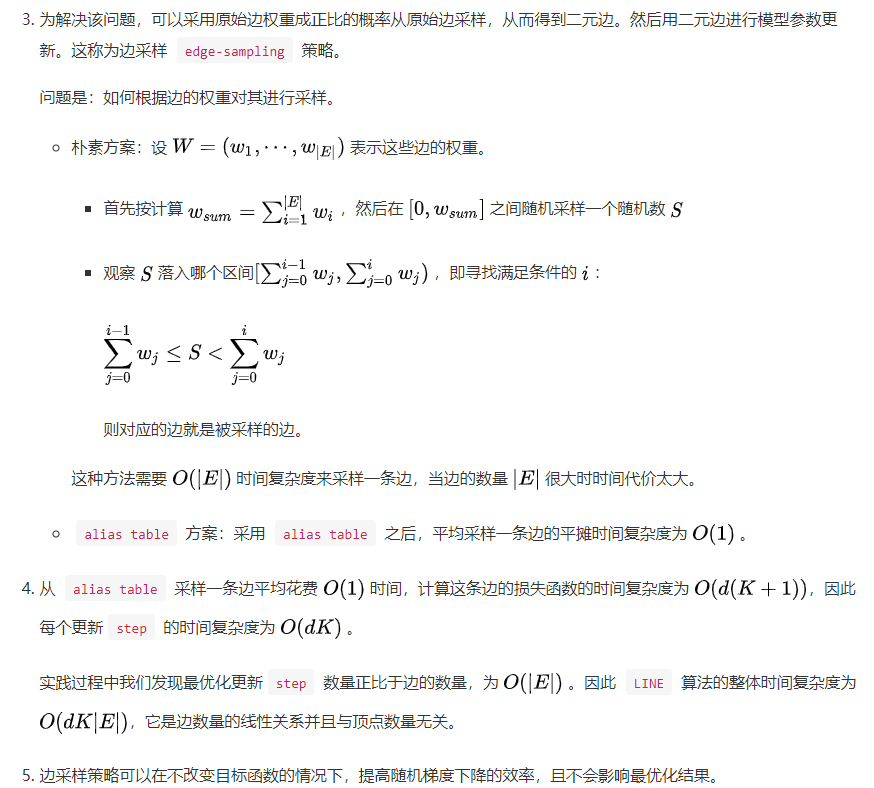 3. 为解决该问题，可以采用原始边权重成正比的概率从原始边采样，从而得到二元边。然后用二元边进行模型参数更
新。这称为边采样 edge-sampling 策略。
问题是：如何根据边的权重对其进行采样。
朴素方案：设 W = (w_1, ⋯, w_{|E|}) 表示这些边的权重。
首先按计算 w_{sum} = ∑_{i=1}^{|E|} w_i ，然后在 [0, w_{sum}] 之间随机采样一个随机数 S
观察 S 落入哪个区间[∑_{j=0}^{i-1} w_j, ∑_{j=0}^{i} w_j) ，即寻找满足条件的 i ：
∑_{j=0}^{i-1} w_j ≤ S < ∑_{j=0}^{i} w_j
则对应的边就是被采样的边。
这种方法需要 O(|E|) 时间复杂度来采样一条边，当边的数量 |E| 很大时时间代价太大。
alias table 方案：采用 alias table 之后，平均采样一条边的平摊时间复杂度为 O(1) 。
4. 从 alias table 采样一条边平均花费 O(1) 时间，计算这条边的损失函数的时间复杂度为 O(d(K + 1))，因此
每个更新 step 的时间复杂度为 O(dK) 。
实践过程中我们发现最优化更新 step 数量正比于边的数量，为 O(|E|) 。因此 LINE 算法的整体时间复杂度为
O(dK|E|)，它是边数量的线性关系并且与顶点数量无关。
5. 边采样策略可以在不改变目标函数的情况下，提高随机梯度下降的效率，且不会影响最优化结果。